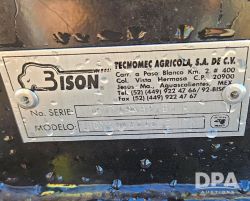 BISON
TECNOMEC AGRICOLA, S.A. DE C.V.
Carr. a Paso Blanco Km. 2 # 400
Col. Vista Hermosa C.P. 20900
Jesus Ma., Aguascalientes, MEX
Tel (52) (449) 922 47 66/ 92-BISON
Fax (52) (449) 922 47 67
No. SERIE:
MODELO:
DPA
AUCTIONS